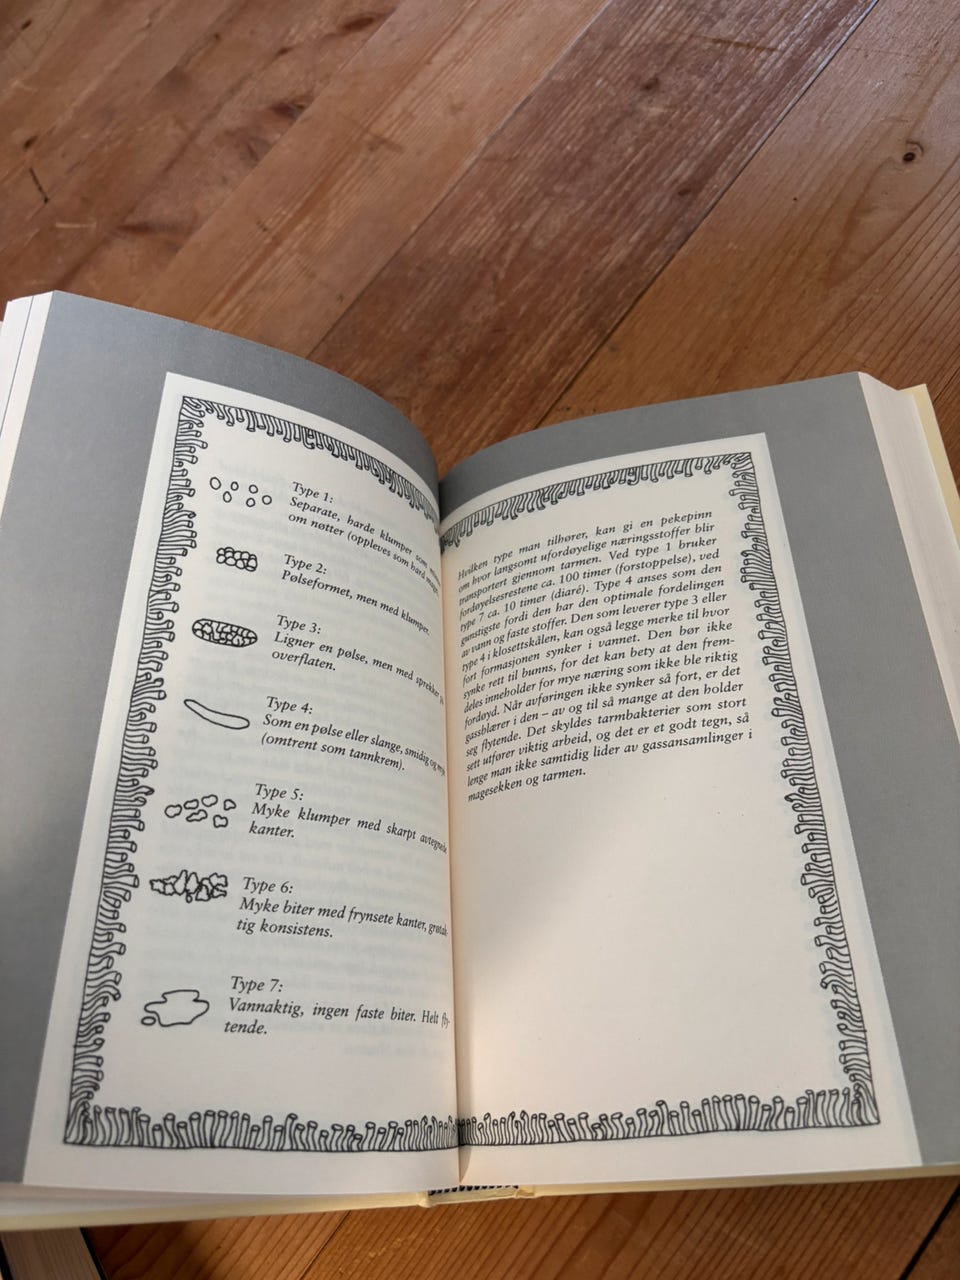 Type 1:
Separate, harde klumper som
om nøtter (oppleves som hard mage).
Type 2:
Pølseformet, men med klumper.
Type 3:
Ligner en pølse, men med sprekker i
overflaten.
Type 4:
Som en pølse eller slange, smidig og myk
(omtrent som tannkrem).
Type 5:
Myke klumper med skarpt avtegnede
kanter.
Type 6:
Myke biter med frynsete kanter, grøtak-
tig konsistens.
Type 7:
Vannaktig, ingen faste biter. Helt fly-
tende.
Hvilken type man tilhører, kan gi en pekepinn
om hvor langsomt ufordøyelige næringsstoffer blir
transportert gjennom tarmen. Ved type 1 bruker
fordøyelsesrestene ca. 100 timer (forstoppelse), ved
type 7 ca. 10 timer (diaré). Type 4 anses som den
gunstigste fordi den har den optimale fordelingen
av vann og faste stoffer. Den som leverer type 3 eller
type 4 i klosettskålen, kan også legge merke til hvor
fort formasjonen synker i vannet. Den bør ikke
synke rett til bunns, for det kan bety at den frem-
deles inneholder for mye næring som ikke ble riktig
fordøyd. Når avføringen ikke synker så fort, er det
gassblærer i den – av og til så mange at den holder
seg flytende. Det skyldes tarmbakterier som stort
sett utfører viktig arbeid, og det er et godt tegn, så
lenge man ikke samtidig lider av gassansamlinger i
magesekken og tarmen.